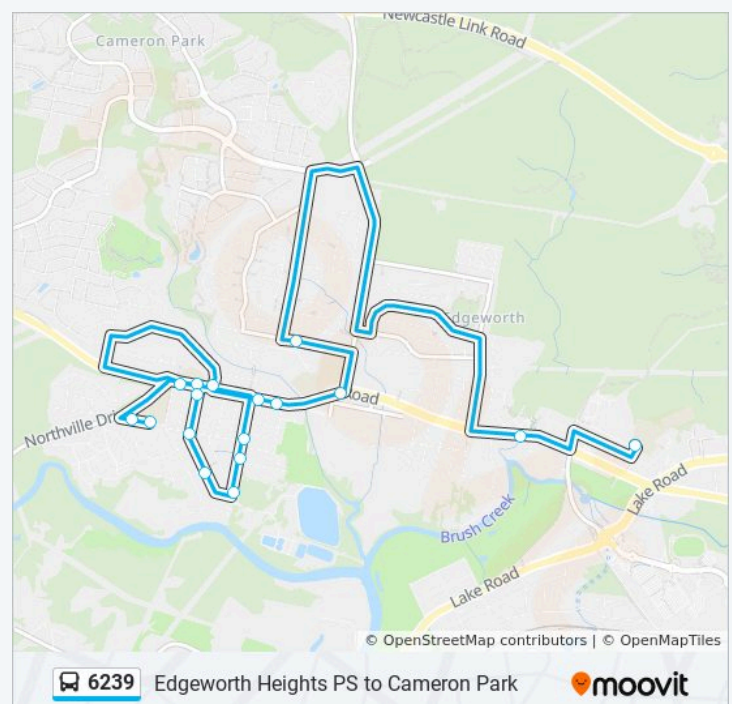 Newcastle Link Road
Cameron Park
Edgeworth
Road
Northville Dri
Lake Road
Brush Creek
Lake Road
© OpenStreetMap contributors | © OpenMapTiles
6239 Edgeworth Heights PS to Cameron Park
moovit